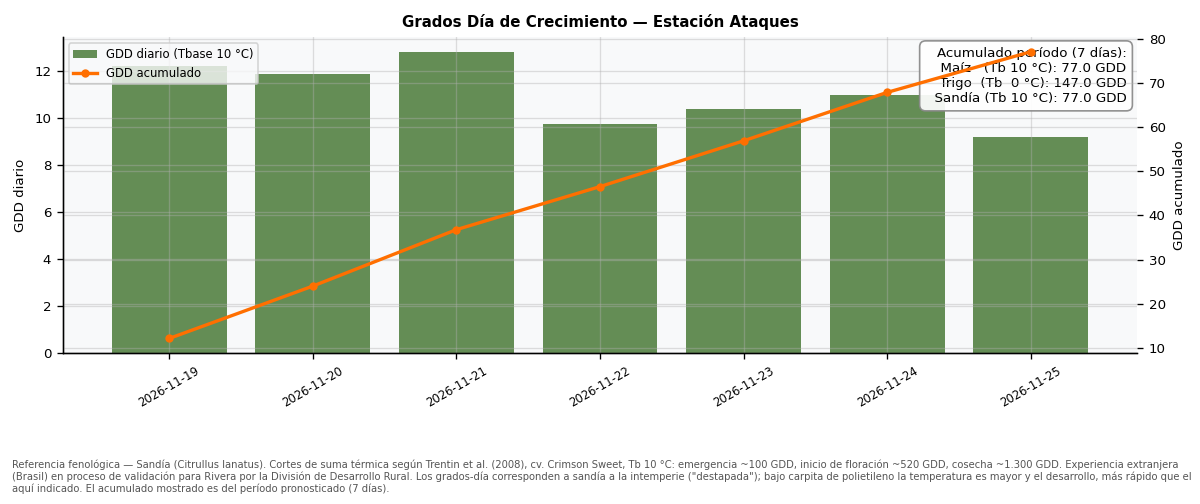 Grados Día de Crecimiento — Estación Ataques
GDD diario (Tbase 10 °C)
GDD acumulado
Acumulado período (7 días):
Maíz (Tb 10 °C): 77.0 GDD
Trigo (Tb 0 °C): 147.0 GDD
Sandía (Tb 10 °C): 77.0 GDD
GDD diario
12
10
8
6
4
2
0
GDD acumulado
80
70
60
50
40
30
20
10
2026-11-19
2026-11-20
2026-11-21
2026-11-22
2026-11-23
2026-11-24
2026-11-25
Referencia fenológica — Sandía (Citrullus lanatus). Cortes de suma térmica según Trentin et al. (2008), cv. Crimson Sweet, Tb 10 °C: emergencia ~100 GDD, inicio de floración ~520 GDD, cosecha ~1.300 GDD. Experiencia extranjera
(Brasil) en proceso de validación para Rivera por la División de Desarrollo Rural. Los grados-día corresponden a sandía a la intemperie ("destapada"); bajo carpita de polietileno la temperatura es mayor y el desarrollo, más rápido que el
aquí indicado. El acumulado mostrado es del período pronosticado (7 días).